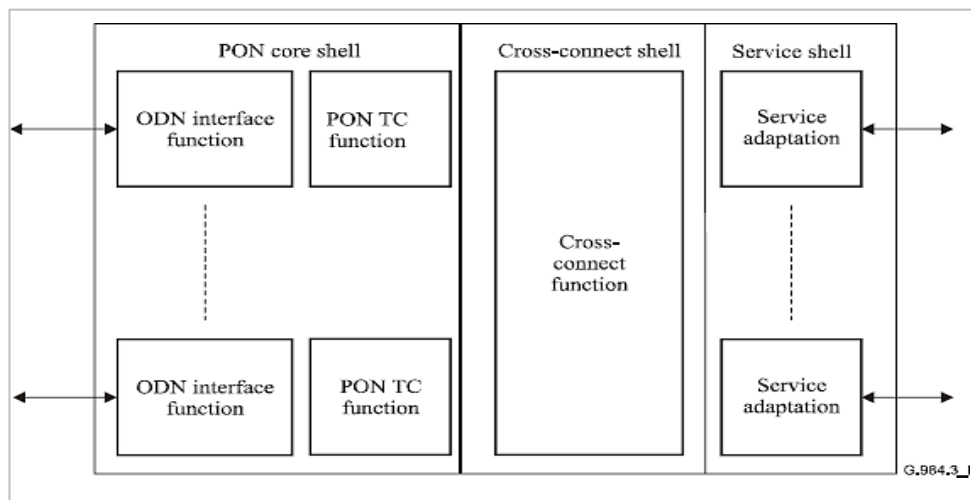 PON core shell
Cross-connect shell
Service shell
ODN interface
function
PON TC
function
Service
adaptation
Cross-
connect
function
ODN interface
function
PON TC
function
Service
adaptation
G.984.3_